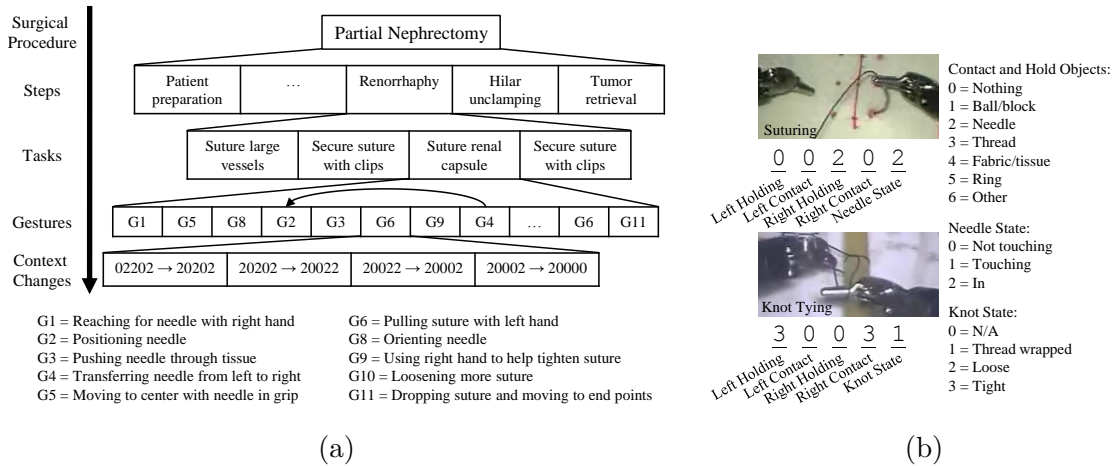 Surgical Procedure
Partial Nephrectomy
Steps
Patient preparation
…
Renorrhaphy
Hilar unclamping
Tumor retrieval
Tasks
Suture large vessels
Secure suture with clips
Suture renal capsule
Secure suture with clips
Gestures
G1 G5 G8 G2 G3 G6 G9 G4 … G6 G11
Context Changes
02202 → 20202
20202 → 20022
20022 → 20002
20002 → 20000
G1 = Reaching for needle with right hand
G2 = Positioning needle
G3 = Pushing needle through tissue
G4 = Transferring needle from left to right
G5 = Moving to center with needle in grip
G6 = Pulling suture with left hand
G8 = Orienting needle
G9 = Using right hand to help tighten suture
G10 = Loosening more suture
G11 = Dropping suture and moving to end points
(a)
Suturing
0 0 2 0 2
Left Holding
Left Contact
Right Holding
Right Contact
Needle State
Knot Tying
3 0 0 3 1
Left Holding
Left Contact
Right Holding
Right Contact
Knot State
Contact and Hold Objects:
0 = Nothing
1 = Ball/block
2 = Needle
3 = Thread
4 = Fabric/tissue
5 = Ring
6 = Other
Needle State:
0 = Not touching
1 = Touching
2 = In
Knot State:
0 = N/A
1 = Thread wrapped
2 = Loose
3 = Tight
(b)